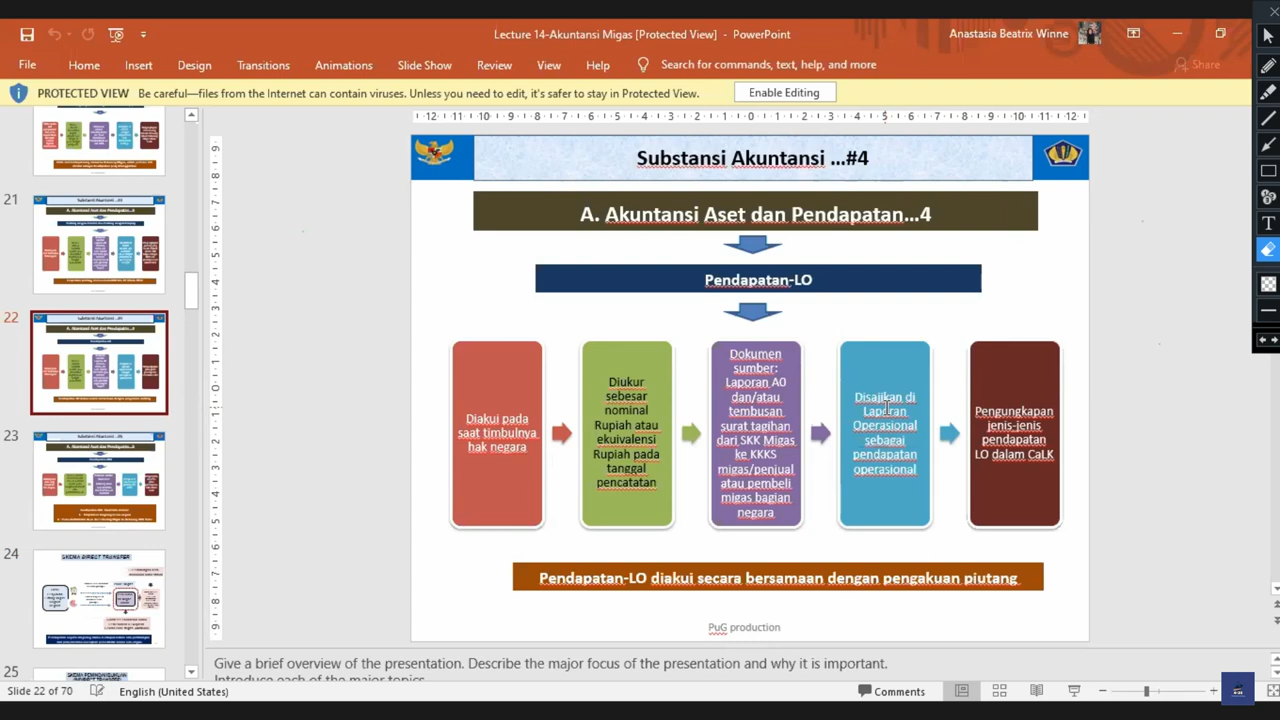 Lecture 14-Akuntansi Migas [Protected View] - PowerPoint
Anastasia Beatrix Winne
File Home Insert Design Transitions Animations Slide Show Review View Help Search for commands, text, help, and more Share
PROTECTED VIEW Be careful—files from the Internet can contain viruses. Unless you need to edit, it's safer to stay in Protected View. Enable Editing
21
22
23
24
SKEMA DIRECT TRANSFER
25
Substansi Akuntansi ...#4
A. Akuntansi Aset dan Pendapatan...4
Pendapatan-LO
Diakui pada
saat timbulnya
hak negara
Diukur
sebesar
nominal
Rupiah atau
ekuivalensi
Rupiah pada
tanggal
pencatatan
Dokumen
sumber:
Laporan A0
dan/atau
tembusan
surat tagihan
dari SKK Migas
ke KKKS
migas/penjual
atau pembeli
migas bagian
negara
Disajikan di
Laporan
Operasional
sebagai
pendapatan
operasional
Pengungkapan
jenis-jenis
pendapatan
LO dalam CaLK
Pendapatan-LO diakui secara bersamaan dengan pengakuan piutang
PuG production
Give a brief overview of the presentation. Describe the major focus of the presentation and why it is important.
Introduce each of the major topics.
Slide 22 of 70 English (United States) Comments